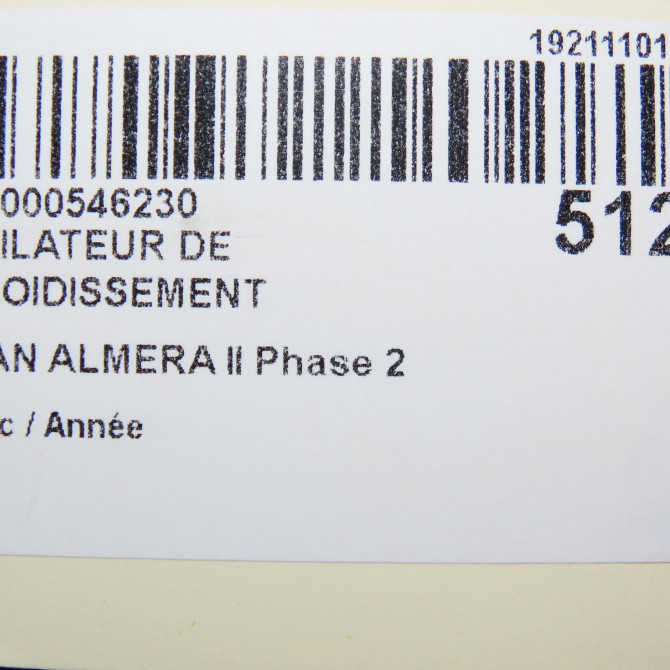 19211101
000546230
512
ILATEUR DE
OIDISSEMENT
AN ALMERA II Phase 2
c / Année